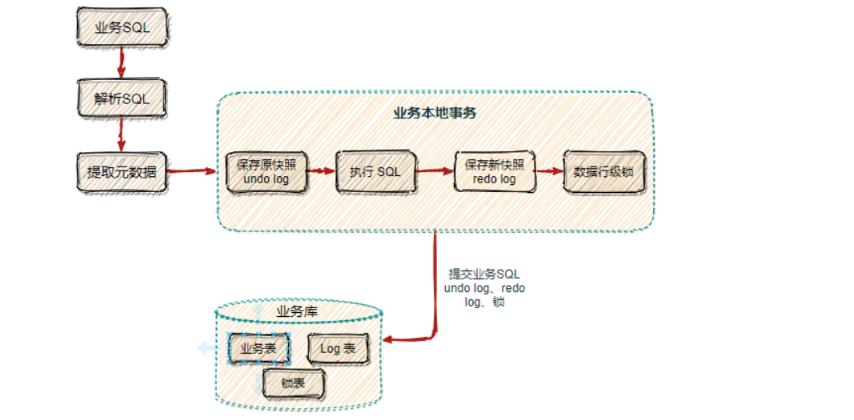 业务SQL
解析SQL
提取元数据
业务本地事务
保存原快照
undo log
执行 SQL
保存新快照
redo log
数据行级锁
提交业务SQL
undo log、redo
log、锁
业务库
业务表
Log 表
锁表